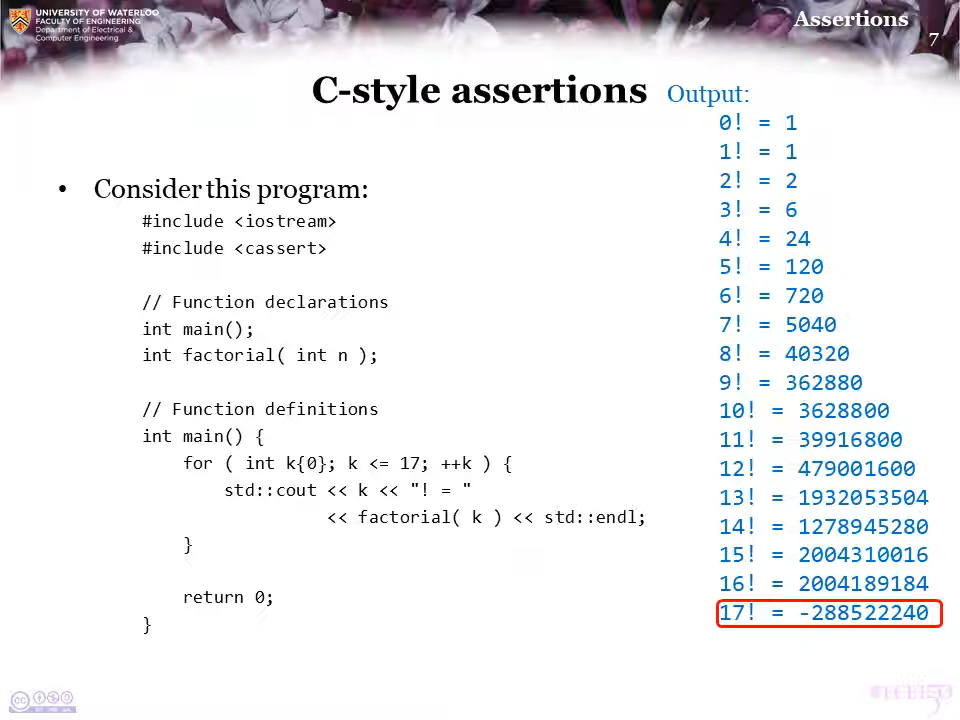 UNIVERSITY OF WATERLOO
FACULTY OF ENGINEERING
Department of Electrical &
Computer Engineering
Assertions
7
C-style assertions
• Consider this program:
#include <iostream>
#include <cassert>
// Function declarations
int main();
int factorial( int n );
// Function definitions
int main() {
for ( int k{0}; k <= 17; ++k ) {
std::cout << k << "! = "
<< factorial( k ) << std::endl;
}
return 0;
}
Output:
0! = 1
1! = 1
2! = 2
3! = 6
4! = 24
5! = 120
6! = 720
7! = 5040
8! = 40320
9! = 362880
10! = 3628800
11! = 39916800
12! = 479001600
13! = 1932053504
14! = 1278945280
15! = 2004310016
16! = 2004189184
17! = -288522240